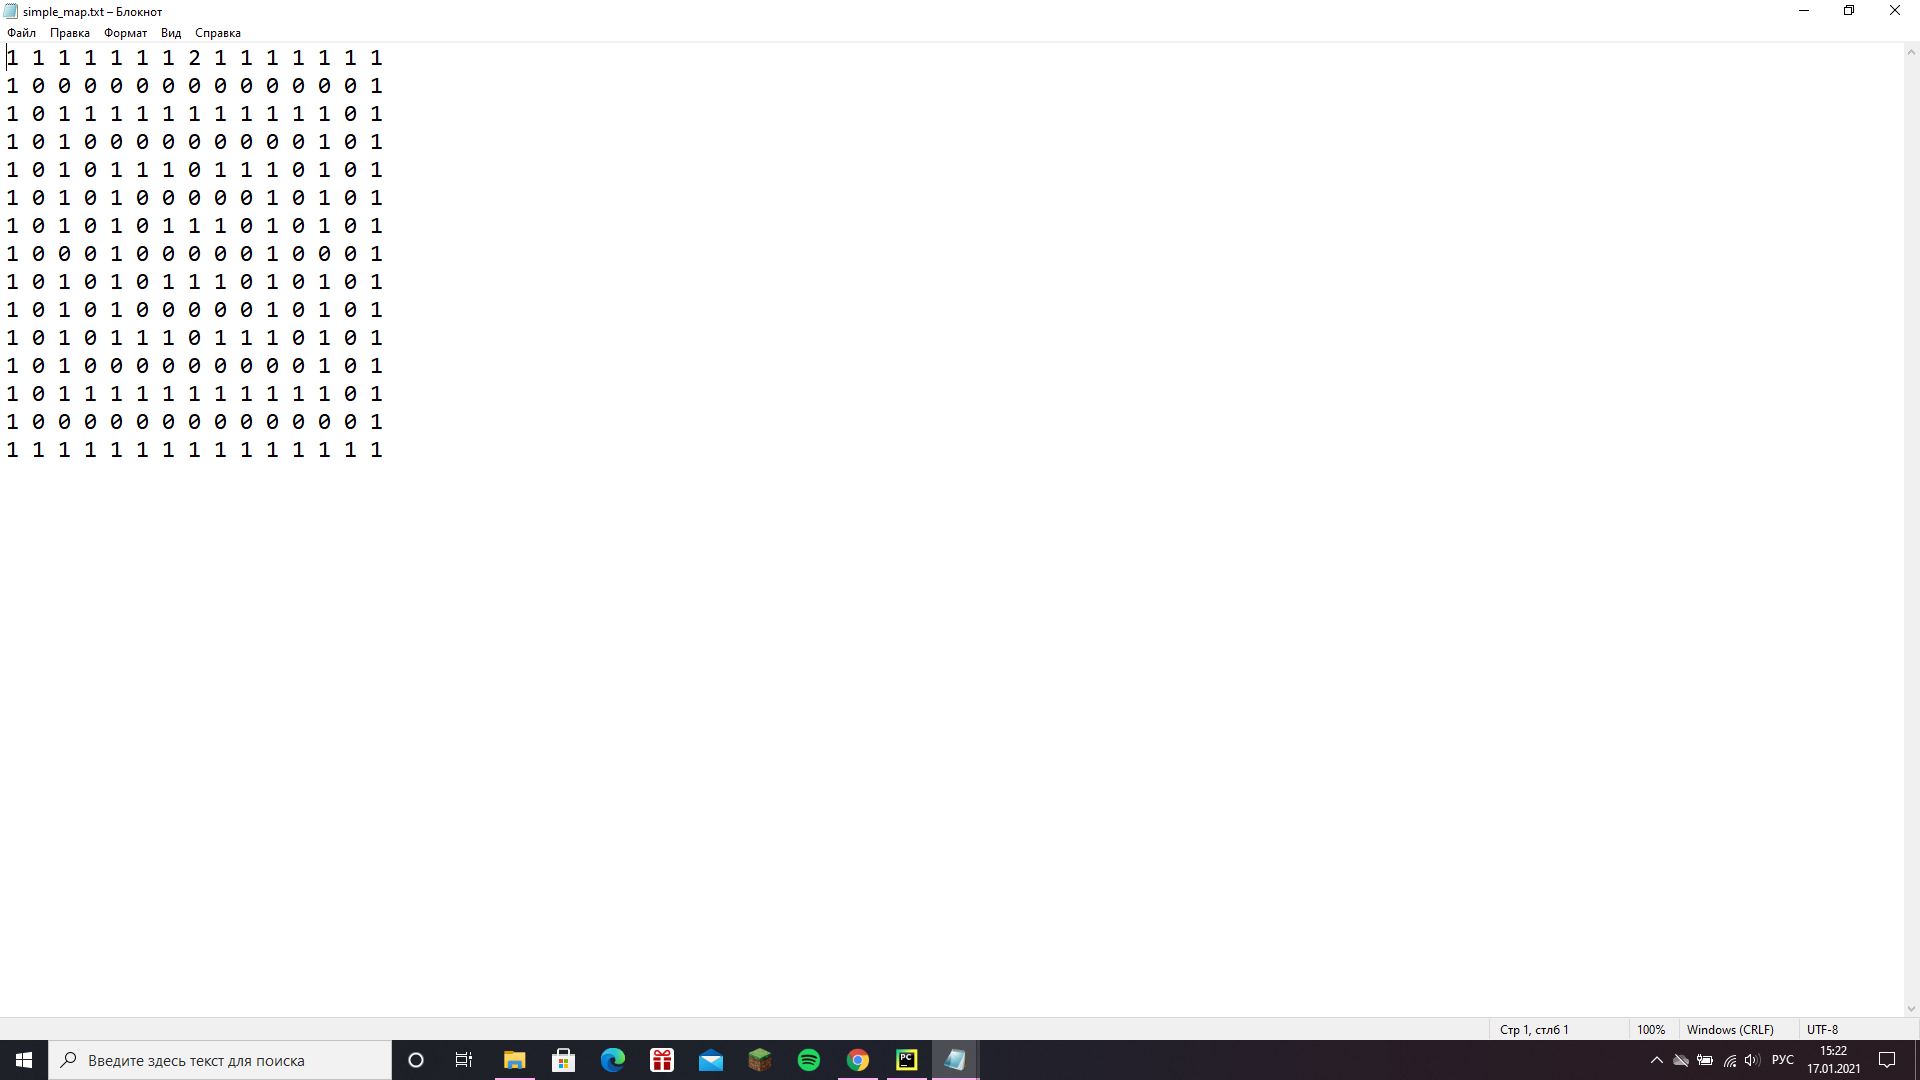 simple_map.txt – Блокнот
Файл Правка Формат Вид Справка
1 1 1 1 1 1 1 2 1 1 1 1 1 1 1
1 0 0 0 0 0 0 0 0 0 0 0 0 0 1
1 0 1 1 1 1 1 1 1 1 1 1 1 0 1
1 0 1 0 0 0 0 0 0 0 0 0 1 0 1
1 0 1 0 1 1 1 0 1 1 1 0 1 0 1
1 0 1 0 1 0 0 0 0 0 1 0 1 0 1
1 0 1 0 1 0 1 1 1 0 1 0 1 0 1
1 0 0 0 1 0 0 0 0 0 1 0 0 0 1
1 0 1 0 1 0 1 1 1 0 1 0 1 0 1
1 0 1 0 1 0 0 0 0 0 1 0 1 0 1
1 0 1 0 1 1 1 0 1 1 1 0 1 0 1
1 0 1 0 0 0 0 0 0 0 0 0 1 0 1
1 0 1 1 1 1 1 1 1 1 1 1 1 0 1
1 0 0 0 0 0 0 0 0 0 0 0 0 0 1
1 1 1 1 1 1 1 1 1 1 1 1 1 1 1
Стр 1, стлб 1 100% Windows (CRLF) UTF-8
Введите здесь текст для поиска
PC
РУС
15:22
17.01.2021